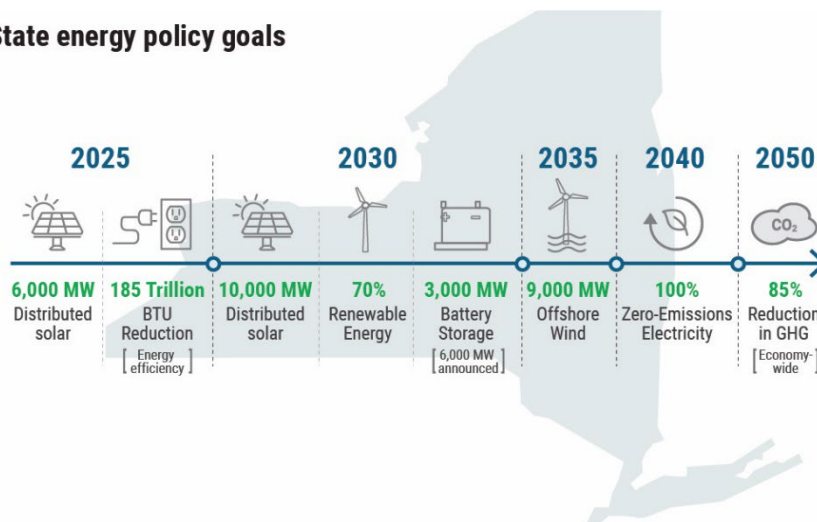 State energy policy goals
2025
2030
2035
2040
2050
6,000 MW
Distributed
solar
185 Trillion
BTU
Reduction
[Energy
efficiency]
10,000 MW
Distributed
solar
70%
Renewable
Energy
3,000 MW
Battery
Storage
[6,000 MW
announced]
9,000 MW
Offshore
Wind
100%
Zero-Emissions
Electricity
CO₂
85%
Reduction
in GHG
[Economy-
wide]